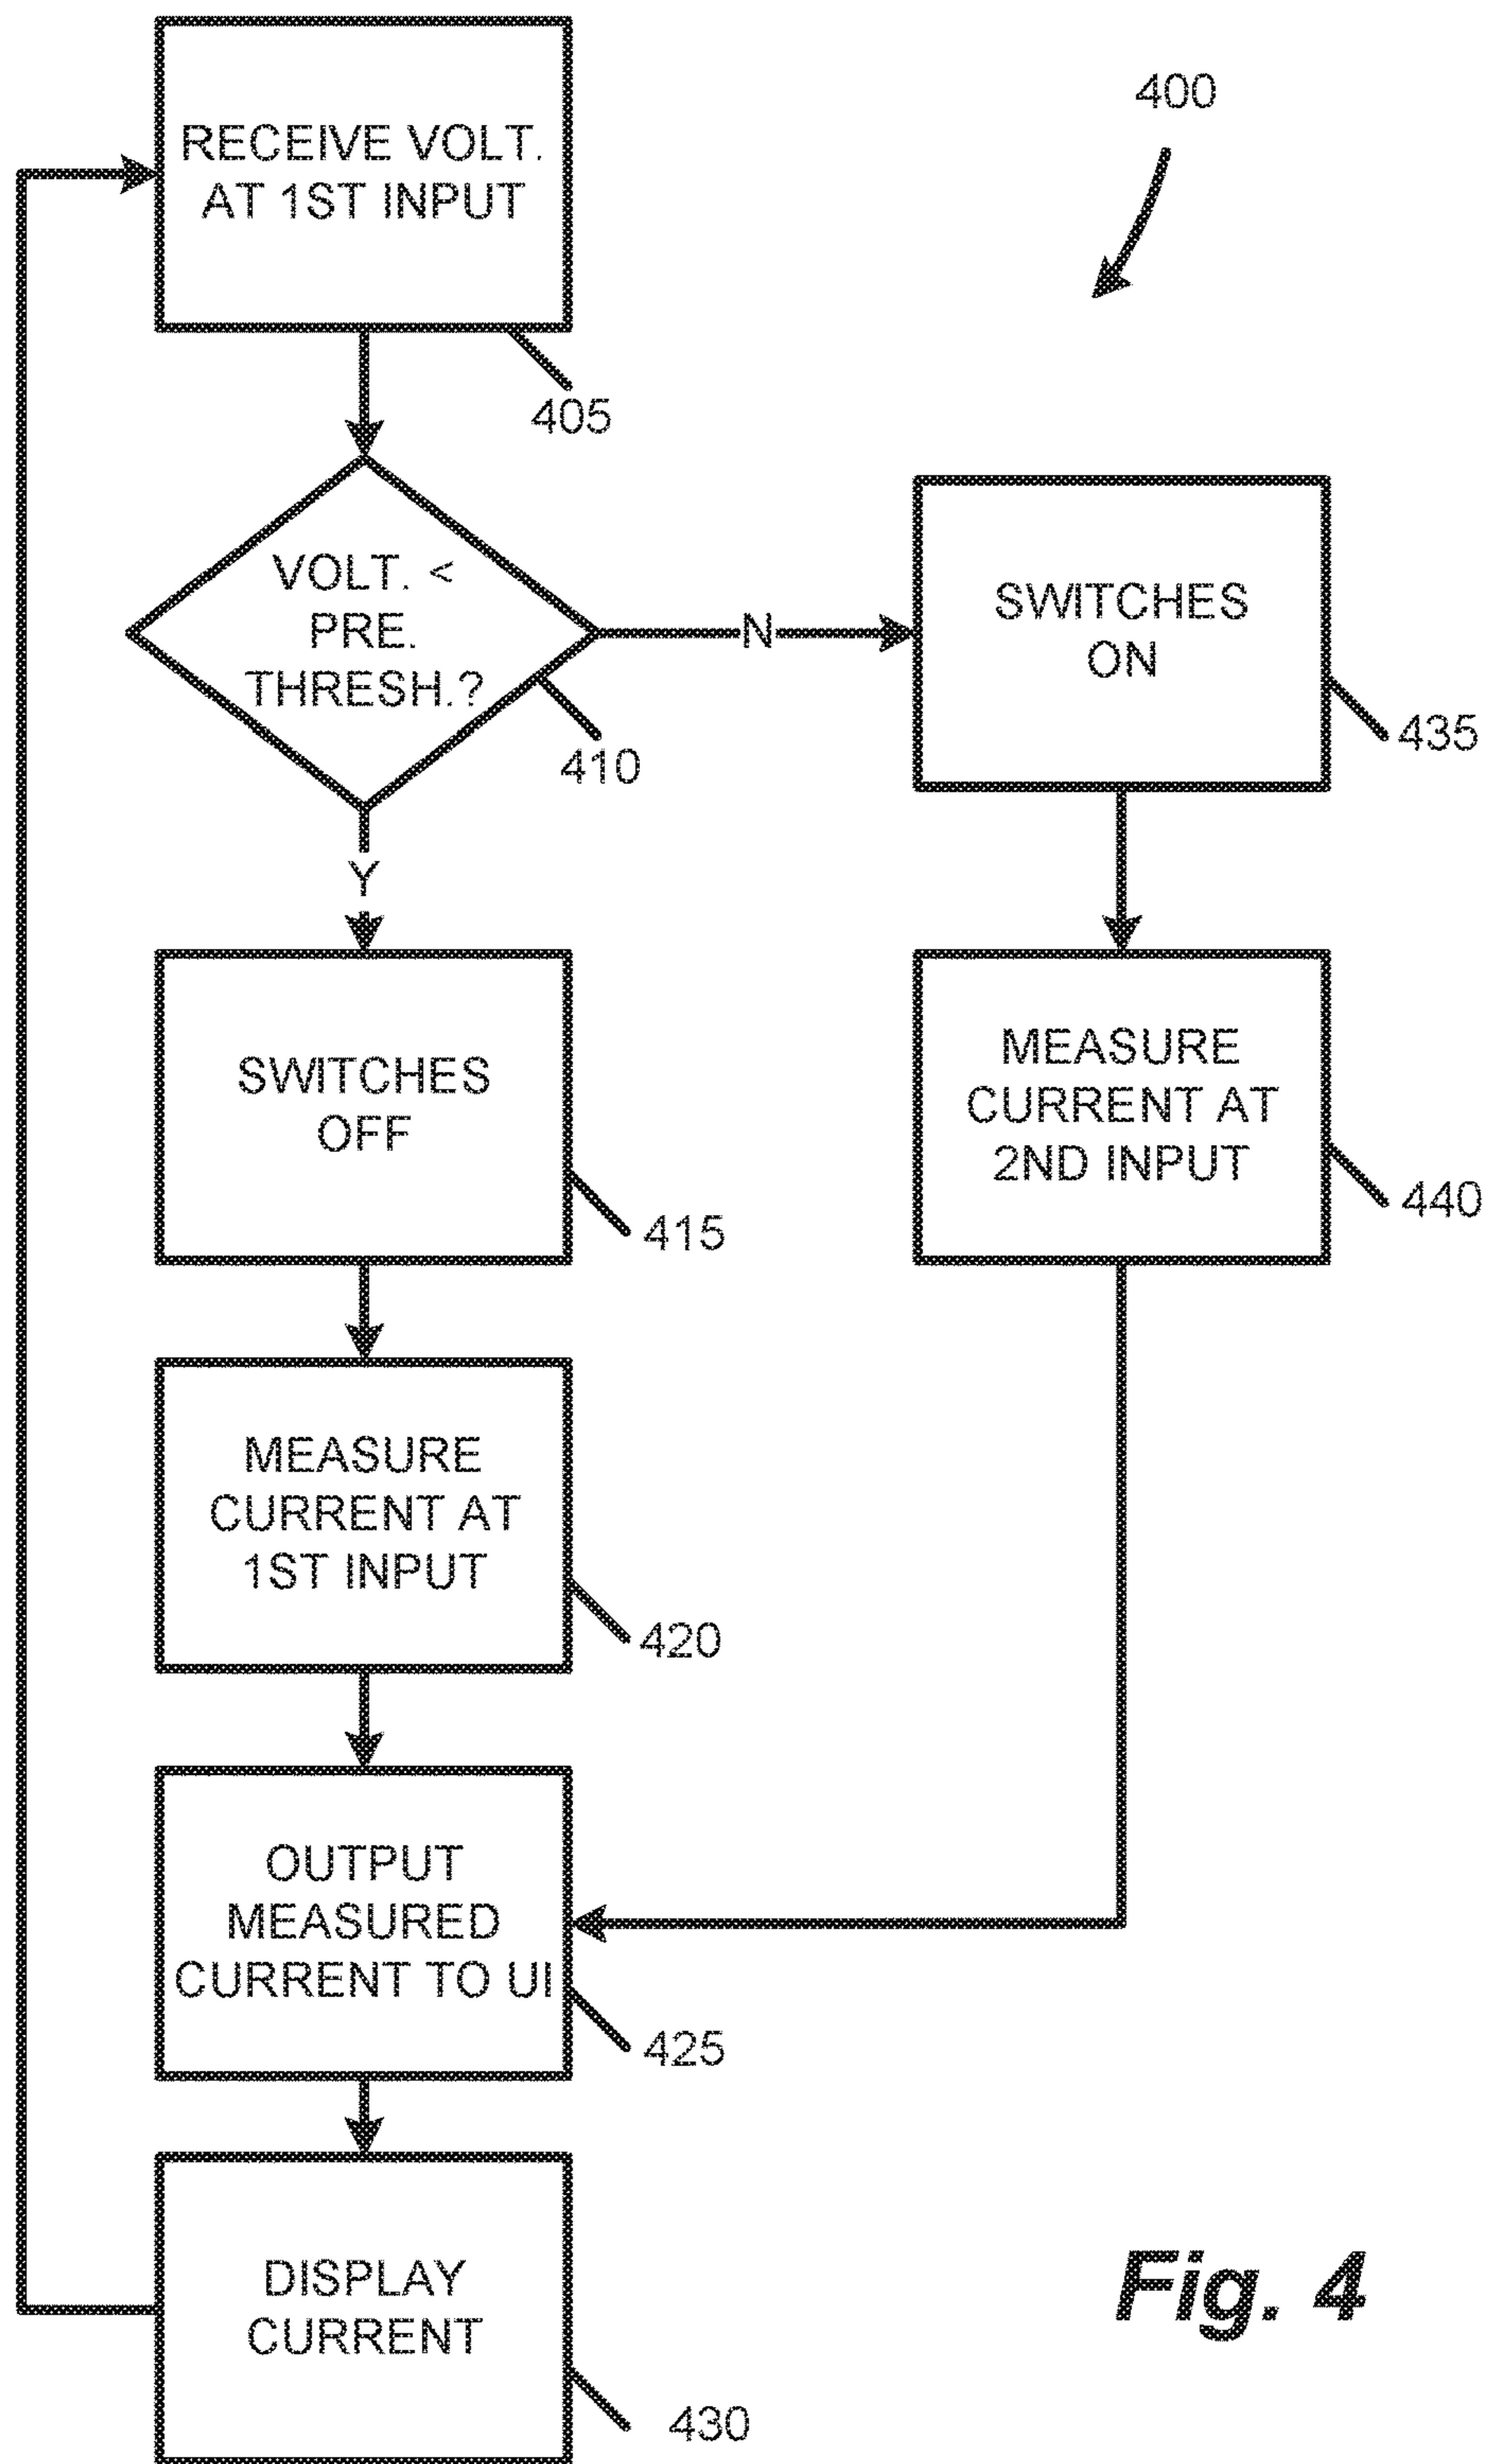 400
RECEIVE VOLT.
AT 1ST INPUT
405
VOLT. <
PRE.
THRESH.?
410
N
SWITCHES
ON
435
Y
SWITCHES
OFF
415
MEASURE
CURRENT AT
2ND INPUT
440
MEASURE
CURRENT AT
1ST INPUT
420
OUTPUT
MEASURED
CURRENT TO UI
425
DISPLAY
CURRENT
430
Fig. 4